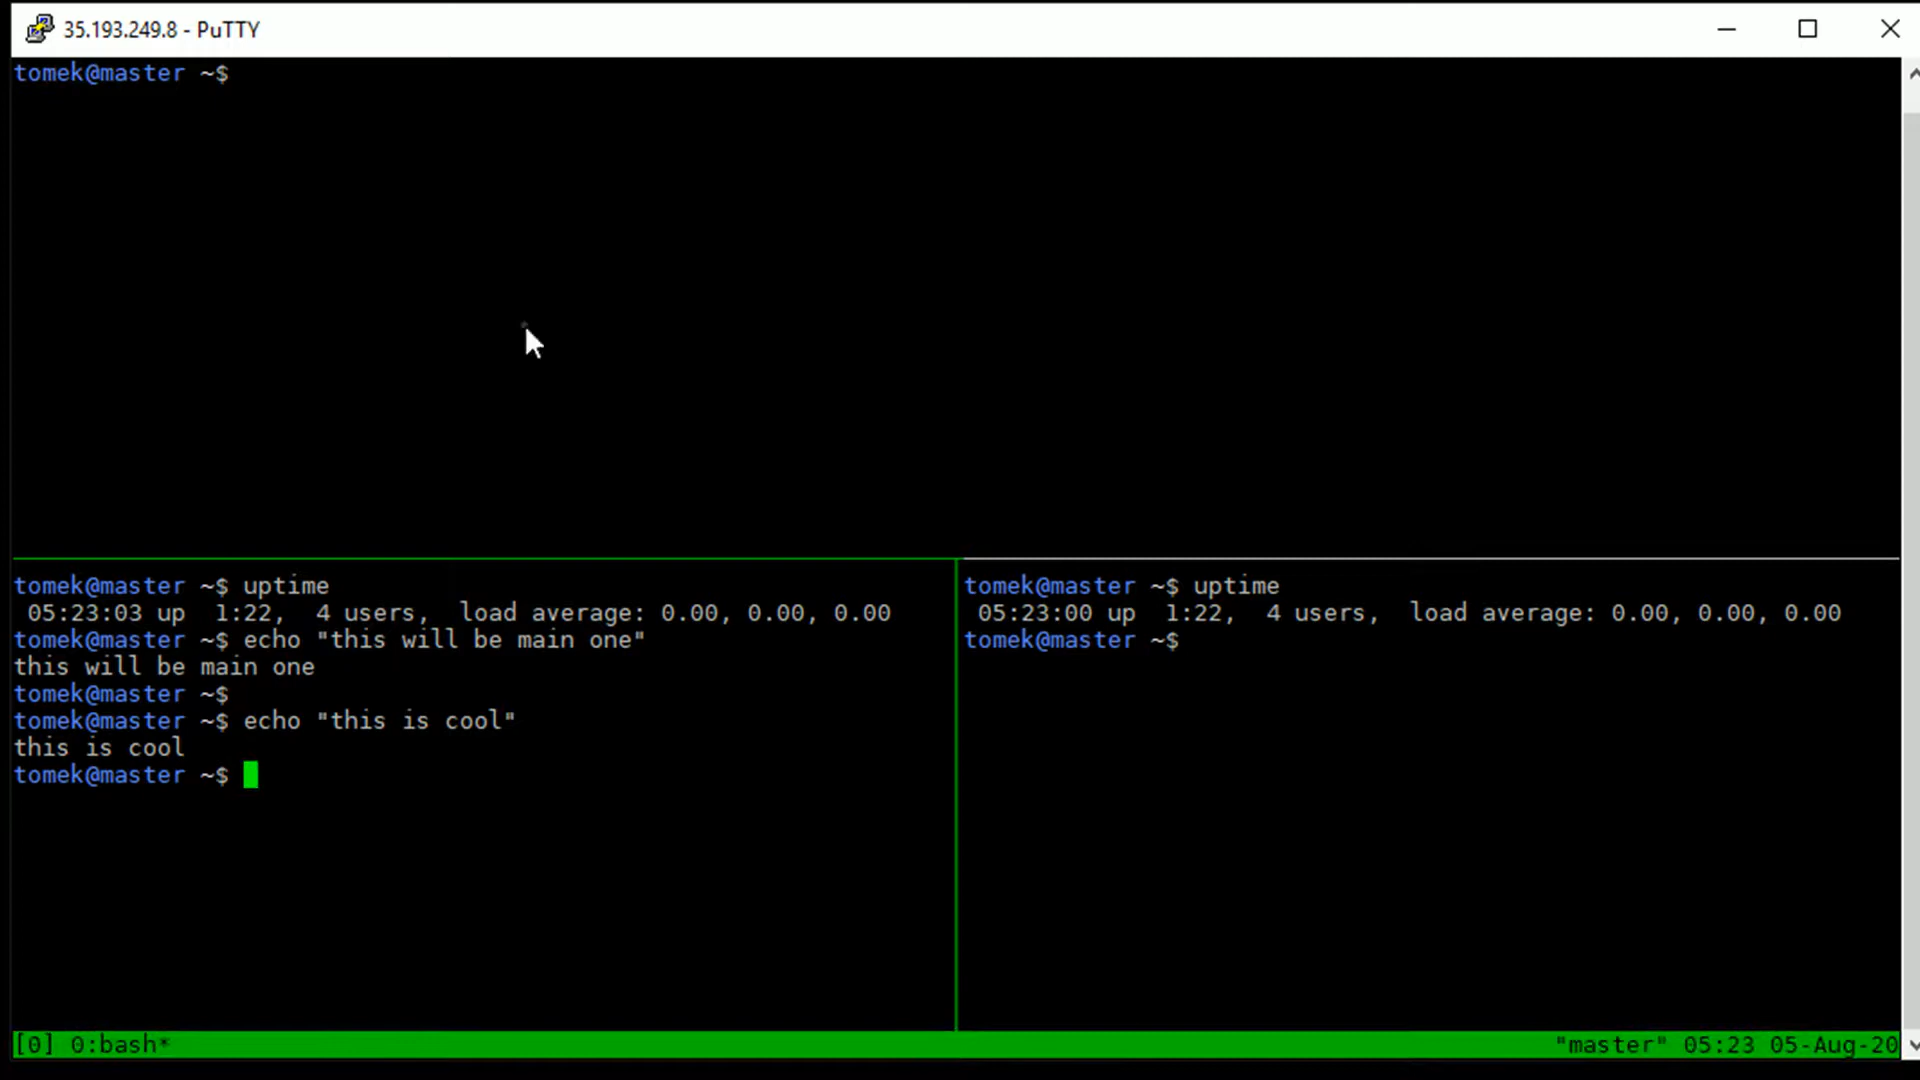 35.193.249.8 - PuTTY
tomek@master ~$
tomek@master ~$ uptime
 05:23:03 up  1:22,  4 users,  load average: 0.00, 0.00, 0.00
tomek@master ~$ echo "this will be main one"
this will be main one
tomek@master ~$
tomek@master ~$ echo "this is cool"
this is cool
tomek@master ~$
tomek@master ~$ uptime
 05:23:00 up  1:22,  4 users,  load average: 0.00, 0.00, 0.00
tomek@master ~$
[0] 0:bash* "master" 05:23 05-Aug-20